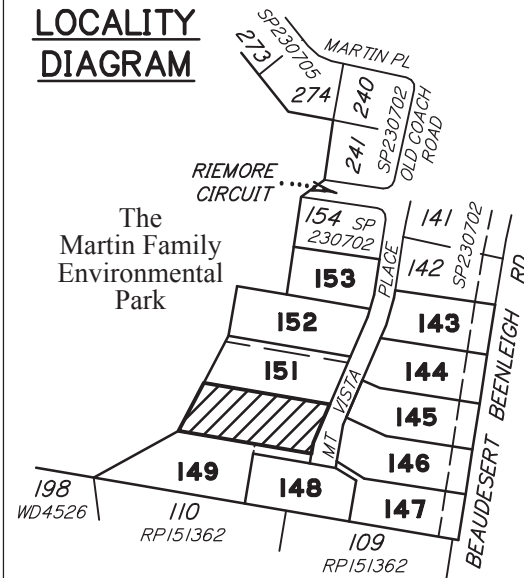 LOCALITY
DIAGRAM
SP230705
273
274
MARTIN PL
240
241
SP230702
OLD COACH
ROAD
RIEMORE
CIRCUIT
The
Martin Family
Environmental
Park
154 SP
230702
153
152
151
149
148
MT VISTA PLACE
141
142
SP230702
143
144
145
146
147
BEAUDESERT BEENLEIGH RD
198
WD4526
110
RP151362
109
RP151362